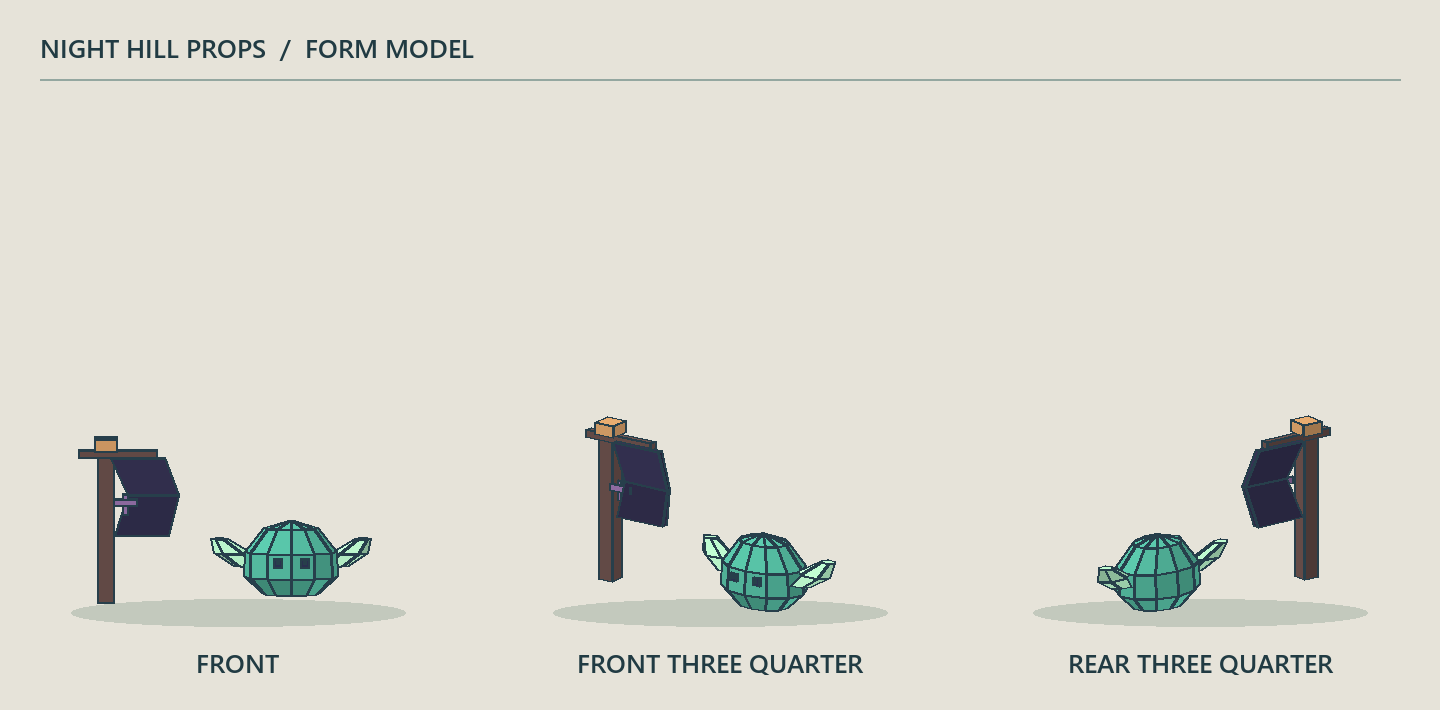 NIGHT HILL PROPS / FORM MODEL
FRONT
FRONT THREE QUARTER
REAR THREE QUARTER